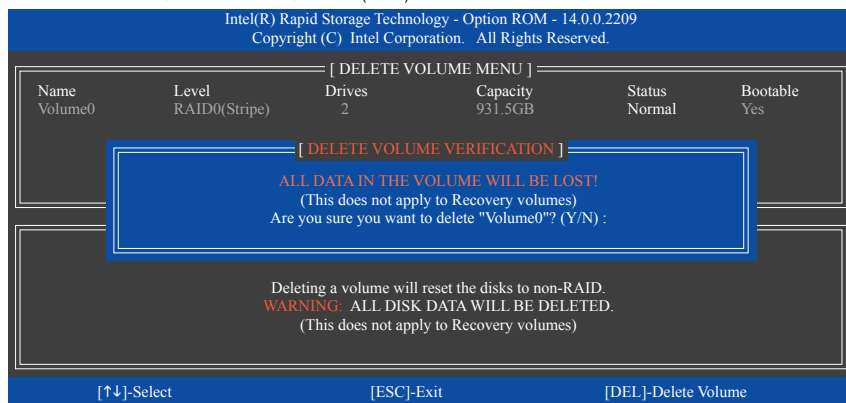 Intel(R) Rapid Storage Technology - Option ROM - 14.0.0.2209
Copyright (C) Intel Corporation. All Rights Reserved.
[ DELETE VOLUME MENU ]
Name Level Drives Capacity Status Bootable
Volume0 RAID0(Stripe) 2 931.5GB Normal Yes
[ DELETE VOLUME VERIFICATION ]
ALL DATA IN THE VOLUME WILL BE LOST!
(This does not apply to Recovery volumes)
Are you sure you want to delete "Volume0"? (Y/N) :
Deleting a volume will reset the disks to non-RAID.
WARNING: ALL DISK DATA WILL BE DELETED.
(This does not apply to Recovery volumes)
[↑↓]-Select [ESC]-Exit [DEL]-Delete Volume